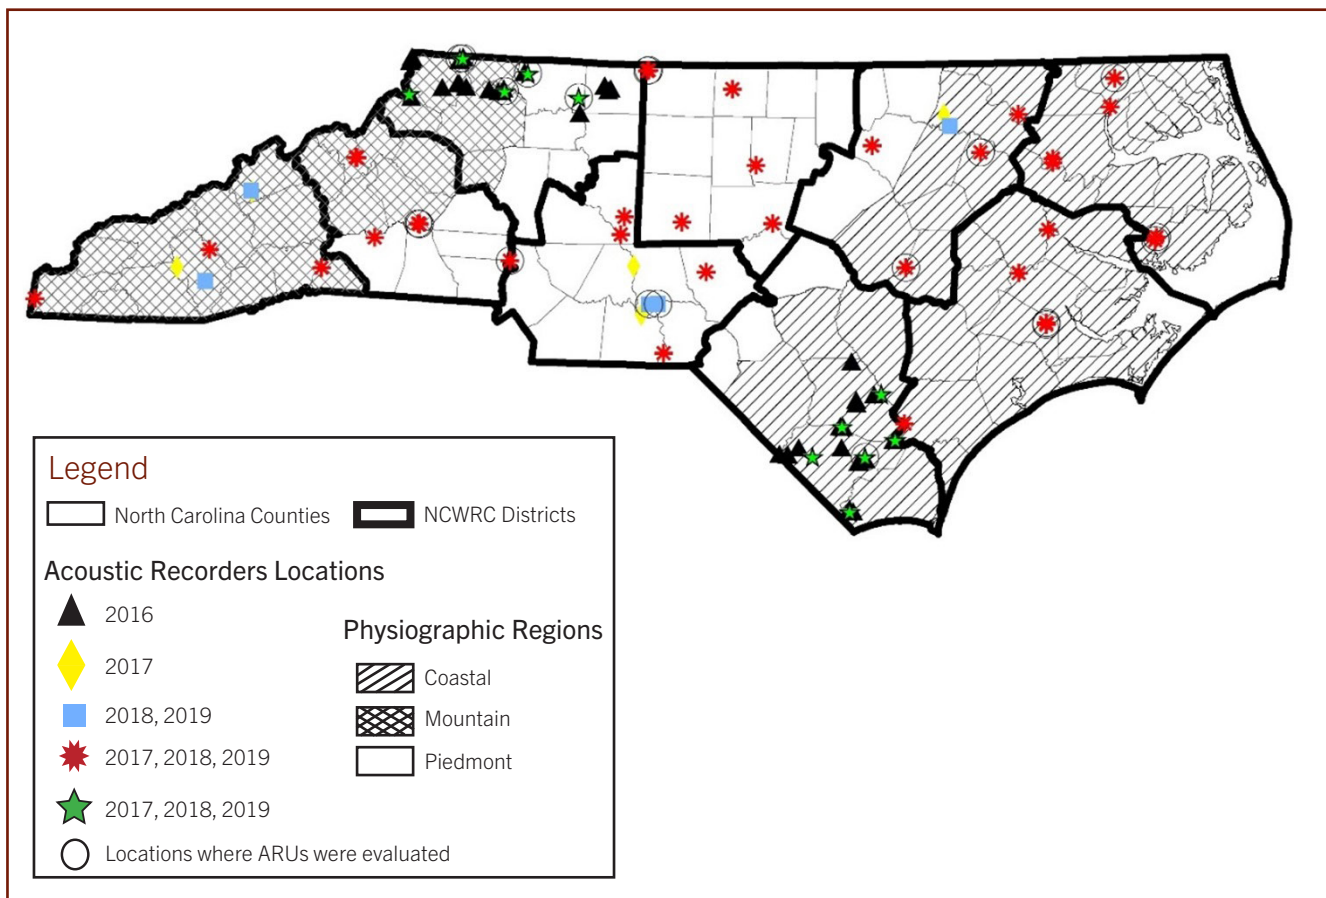 Legend
North Carolina Counties
NCWRC Districts
Acoustic Recorders Locations
2016
2017
2018, 2019
2017, 2018, 2019
2017, 2018, 2019
Locations where ARUs were evaluated
Physiographic Regions
Coastal
Mountain
Piedmont